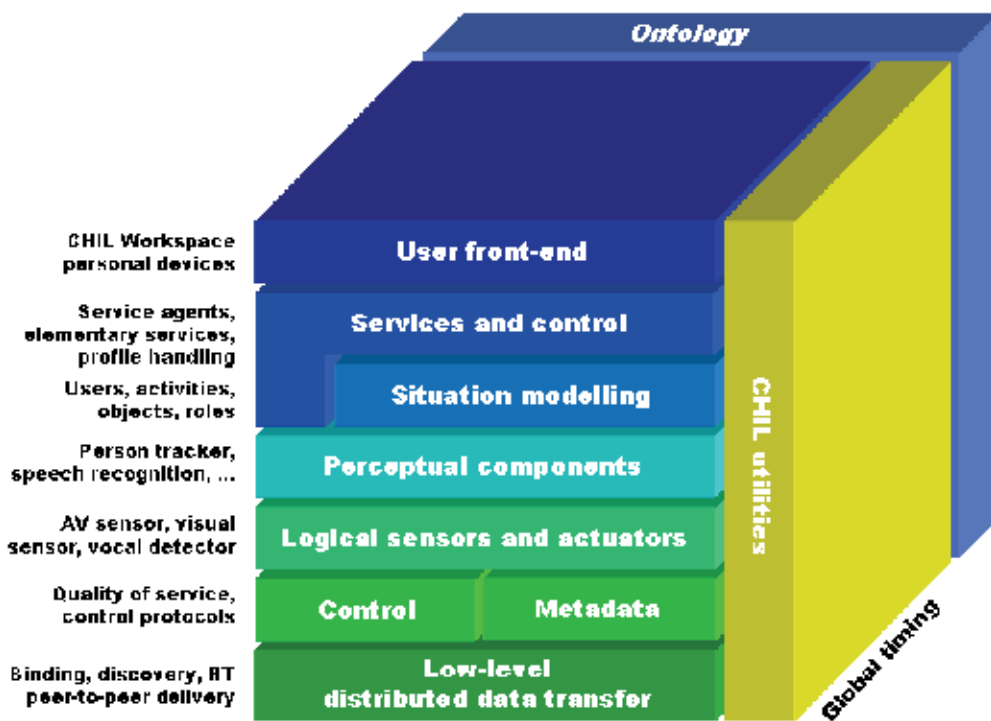 Ontology
CHIL Workspace
personal devices
User front-end
Service agents,
elementary services,
profile handling
Services and control
Users, activities,
objects, roles
Situation modelling
Person tracker,
speech recognition, ...
Perceptual components
AV sensor, visual
sensor, vocal detector
Logical sensors and actuators
Quality of service,
control protocols
Control
Metadata
Binding, discovery, RT
peer-to-peer delivery
Low-level
distributed data transfer
CHIL utilities
Global timing